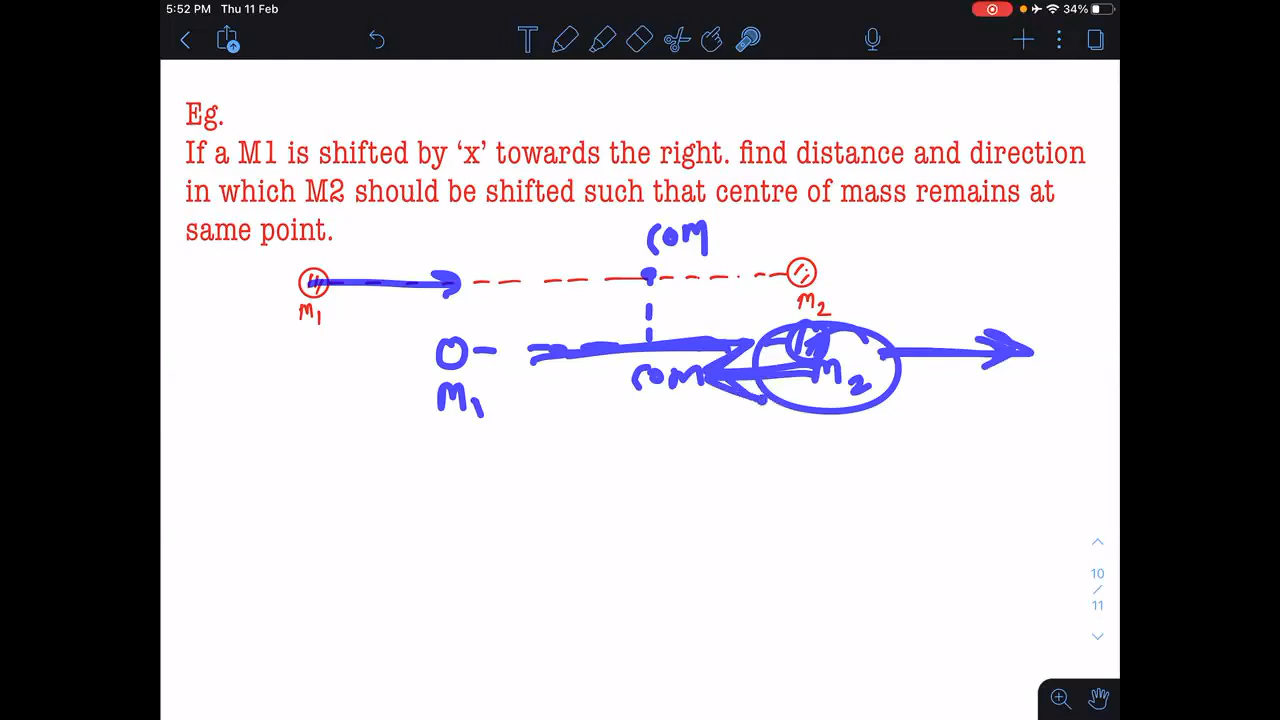 5:52 PM Thu 11 Feb
34%
T
Eg.
If a M1 is shifted by ‘x’ towards the right. find distance and direction
in which M2 should be shifted such that centre of mass remains at
same point.
COM
M1
M2
COM
M2
M1
10
/
11